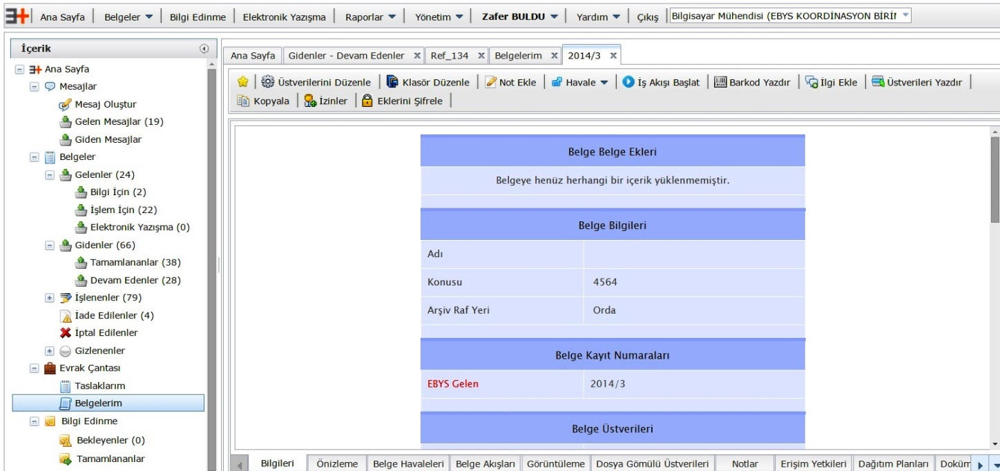 Ana Sayfa Belgeler Bilgi Edinme Elektronik Yazışma Raporlar Yönetim Zafer BULDU Yardım Çıkış Bilgisayar Mühendisi (EBYS KOORDİNASYON
İçerik
Ana Sayfa
Mesajlar
Mesaj Oluştur
Gelen Mesajlar (19)
Giden Mesajlar
Belgeler
Gelenler (24)
Bilgi İçin (2)
İşlem İçin (22)
Elektronik Yazışma (0)
Gidenler (66)
Tamamlananlar (38)
Devam Edenler (28)
İşlenenler (79)
İade Edilenler (4)
İptal Edilenler
Gizlenenler
Evrak Çantası
Taslaklarım
Belgelerim
Bilgi Edinme
Bekleyenler (0)
Tamamlananlar
Ana Sayfa Gidenler - Devam Edenler x Ref_134 x Belgelerim x 2014/3 x
Üstverilerini Düzenle Klasör Düzenle Not Ekle Havale İş Akışı Başlat Barkod Yazdır İlgi Ekle Üstverileri Yazdır
Kopyala İzinler Eklerini Şifrele
Belge Belge Ekleri
Belgeye henüz herhangi bir içerik yüklenmemiştir.
Belge Bilgileri
Adı
Konusu 4564
Arşiv Raf Yeri Orda
Belge Kayıt Numaraları
EBYS Gelen 2014/3
Belge Üstverileri
Bilgileri Önizleme Belge Havaleleri Belge Akışları Görüntüleme Dosya Gömülü Üstverileri Notlar Erişim Yetkileri Dağıtım Planları Doküm